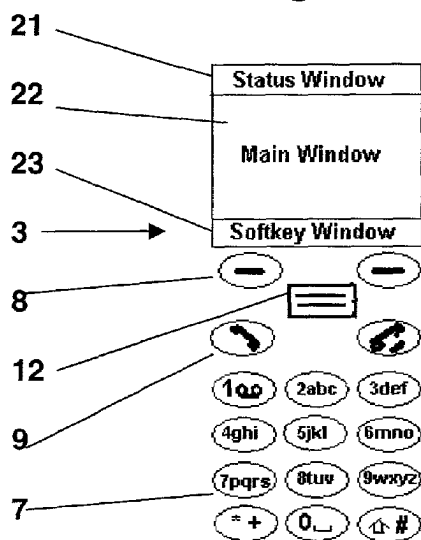 21
Status Window
22
Main Window
23
3
Softkey Window
8
12
9
1 2abc 3def
4ghi 5jkl 6mno
7pqrs 8tuv 9wxyz
7
* + 0 #